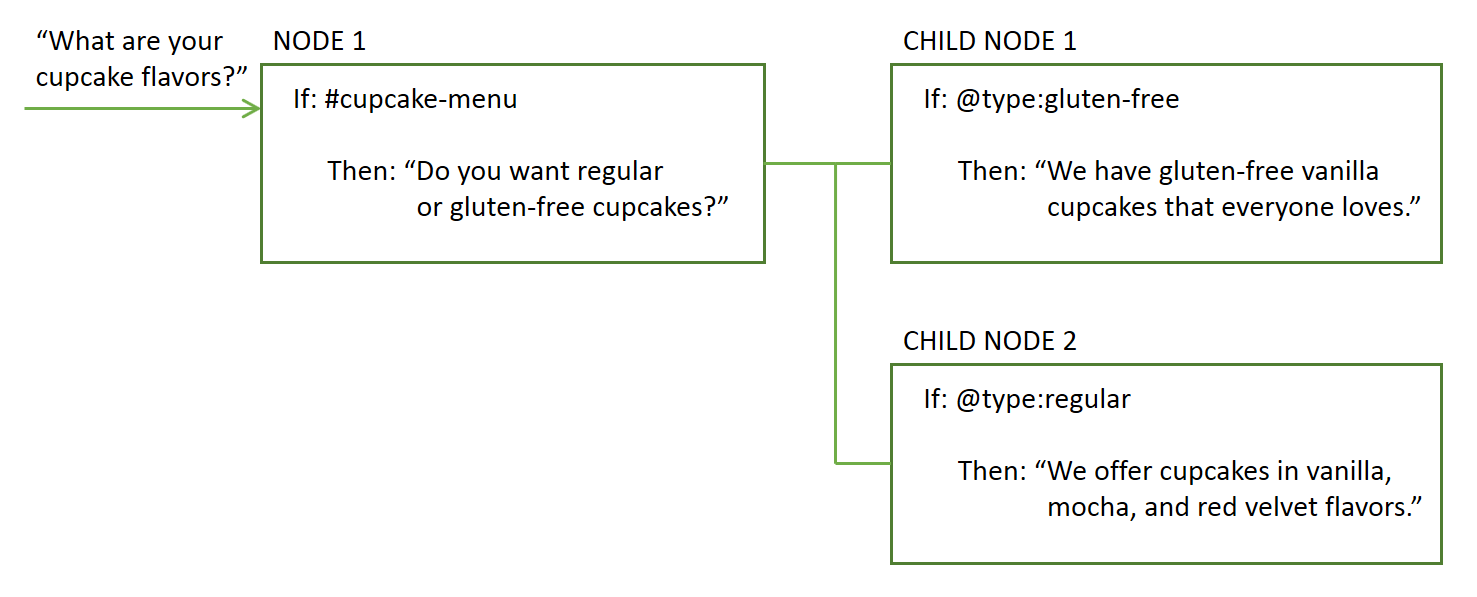 “What are your
cupcake flavors?”
NODE 1
If: #cupcake-menu
Then: “Do you want regular
or gluten-free cupcakes?”
CHILD NODE 1
If: @type:gluten-free
Then: “We have gluten-free vanilla
cupcakes that everyone loves.”
CHILD NODE 2
If: @type:regular
Then: “We offer cupcakes in vanilla,
mocha, and red velvet flavors.”